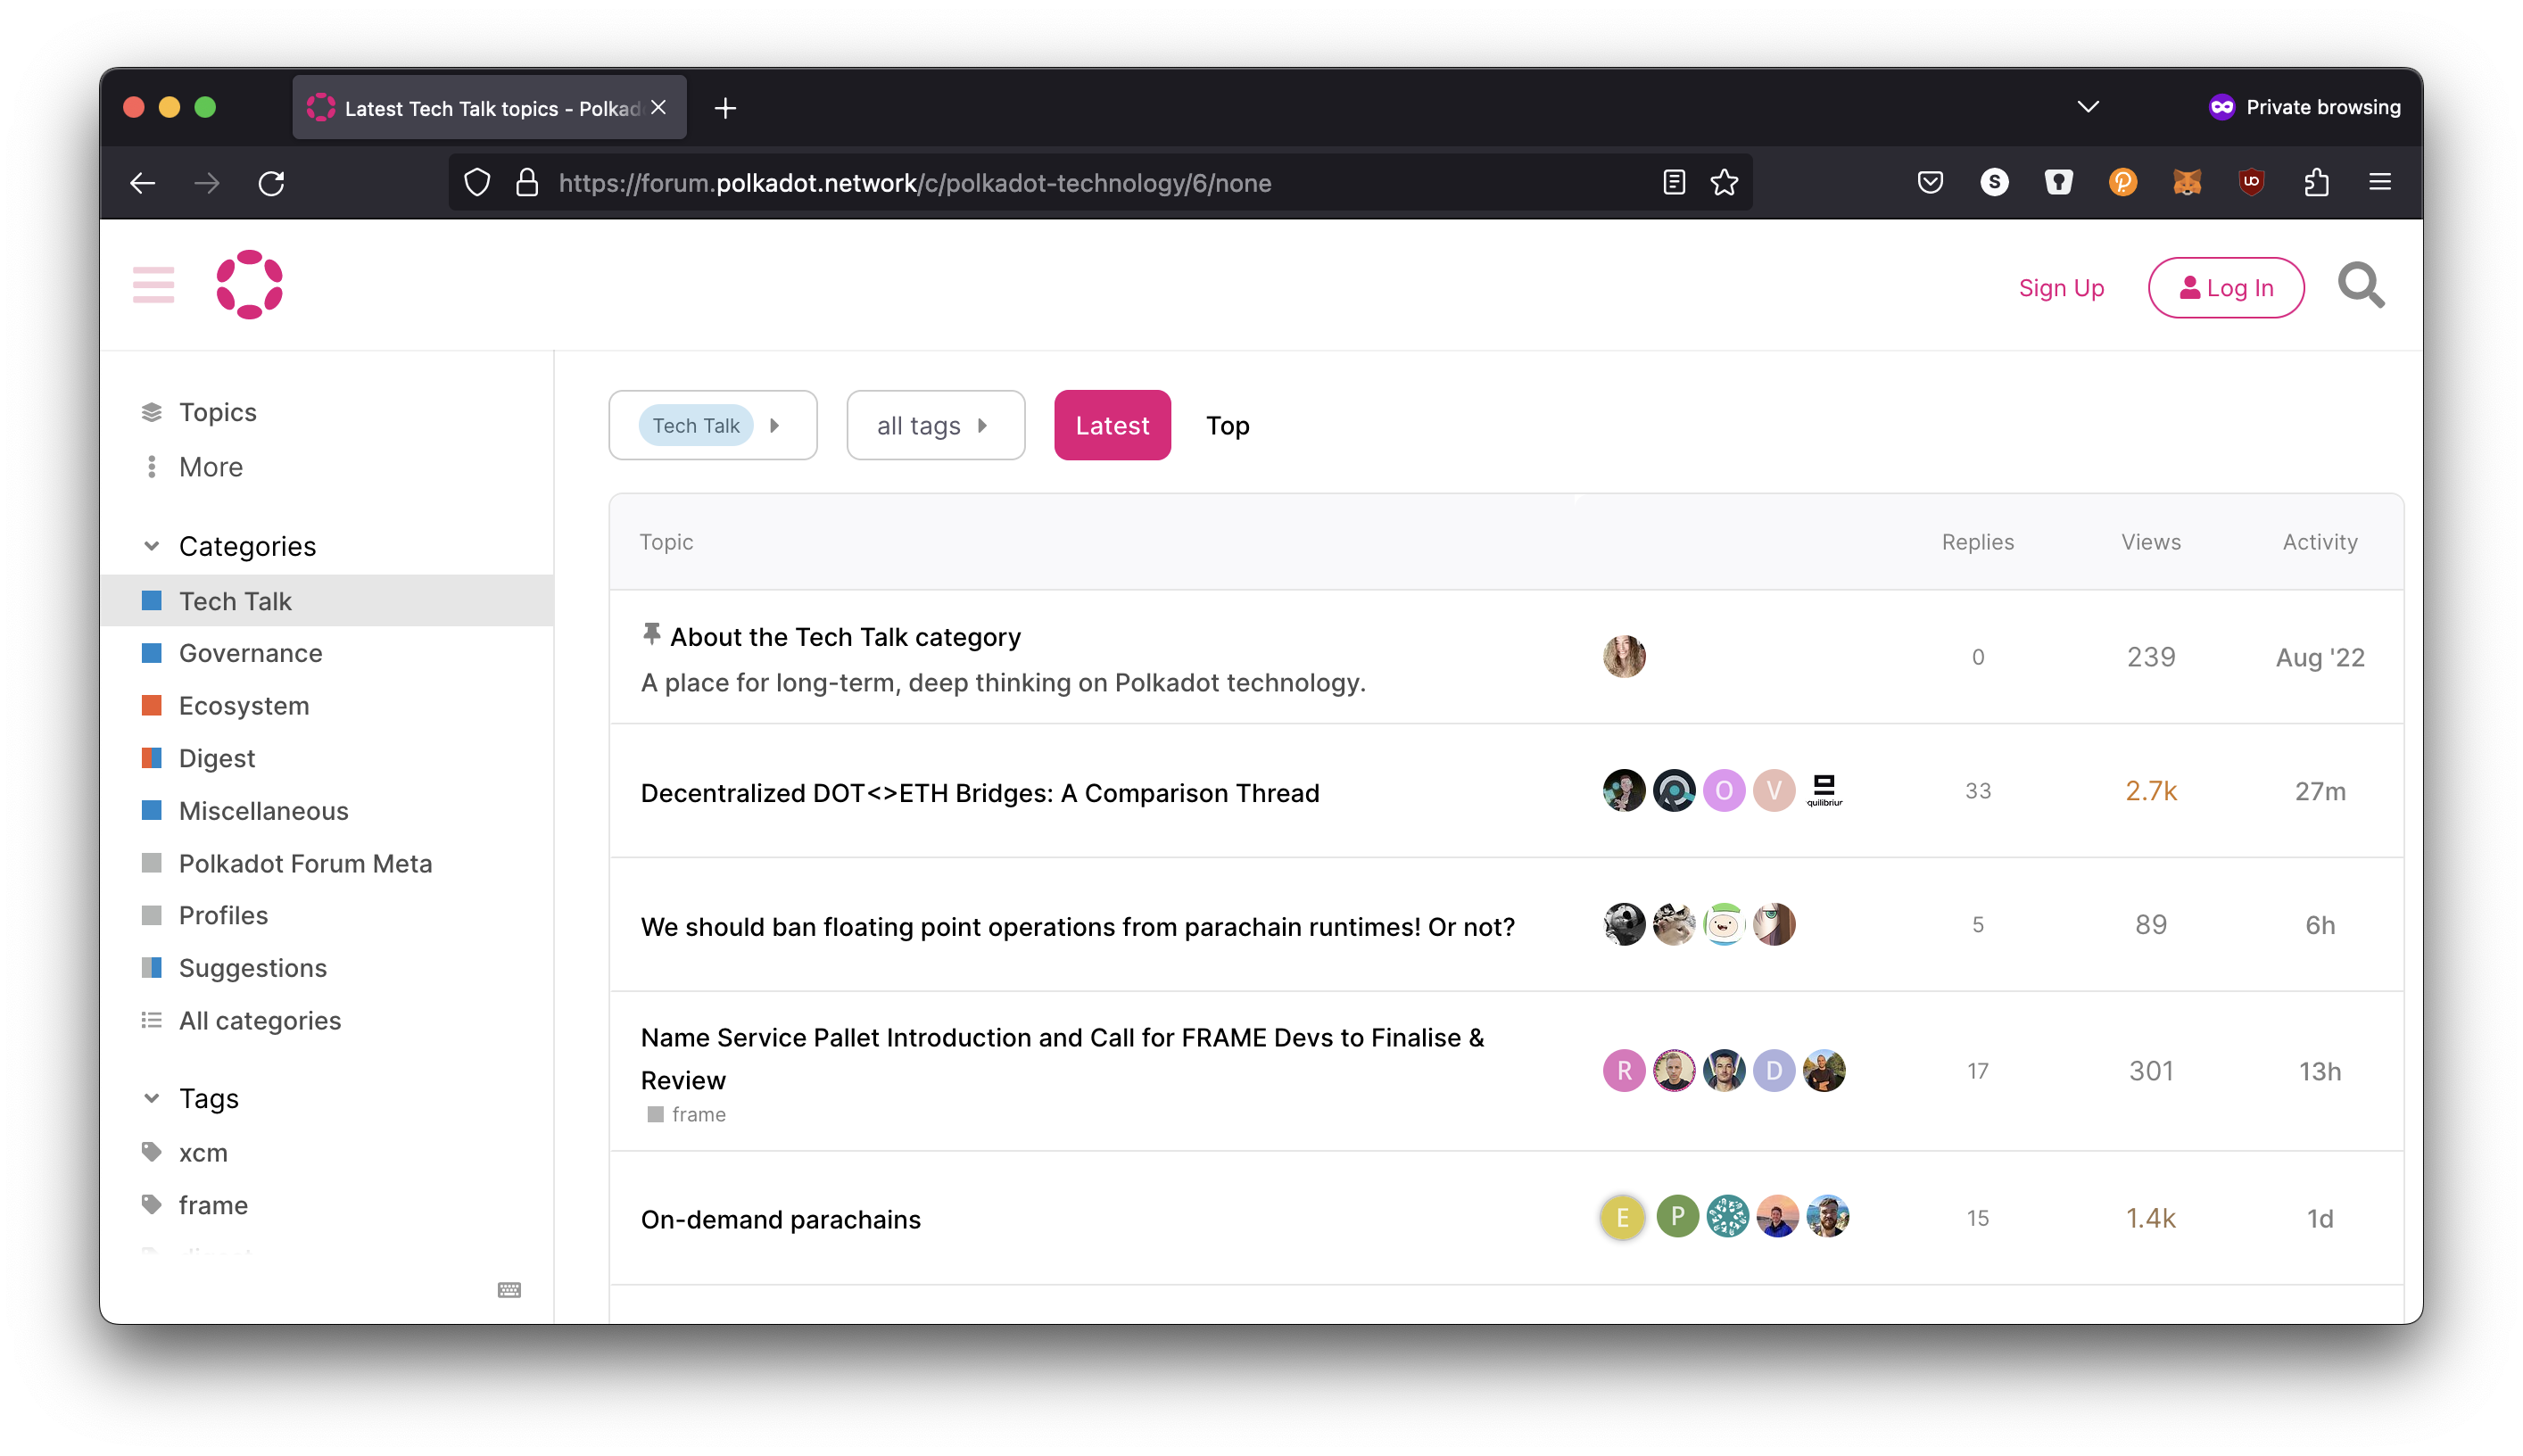 Latest Tech Talk topics - Polkad
Private browsing
https://forum.polkadot.network/c/polkadot-technology/6/none
Sign Up
Log In
Topics
More
Categories
Tech Talk
Governance
Ecosystem
Digest
Miscellaneous
Polkadot Forum Meta
Profiles
Suggestions
All categories
Tags
xcm
frame
Tech Talk
all tags
Latest
Top
Topic
Replies
Views
Activity
About the Tech Talk category
A place for long-term, deep thinking on Polkadot technology.
0
239
Aug '22
Decentralized DOT<>ETH Bridges: A Comparison Thread
O
V
quilibriur
33
2.7k
27m
We should ban floating point operations from parachain runtimes! Or not?
5
89
6h
Name Service Pallet Introduction and Call for FRAME Devs to Finalise &
Review
frame
R
D
17
301
13h
On-demand parachains
E
P
15
1.4k
1d